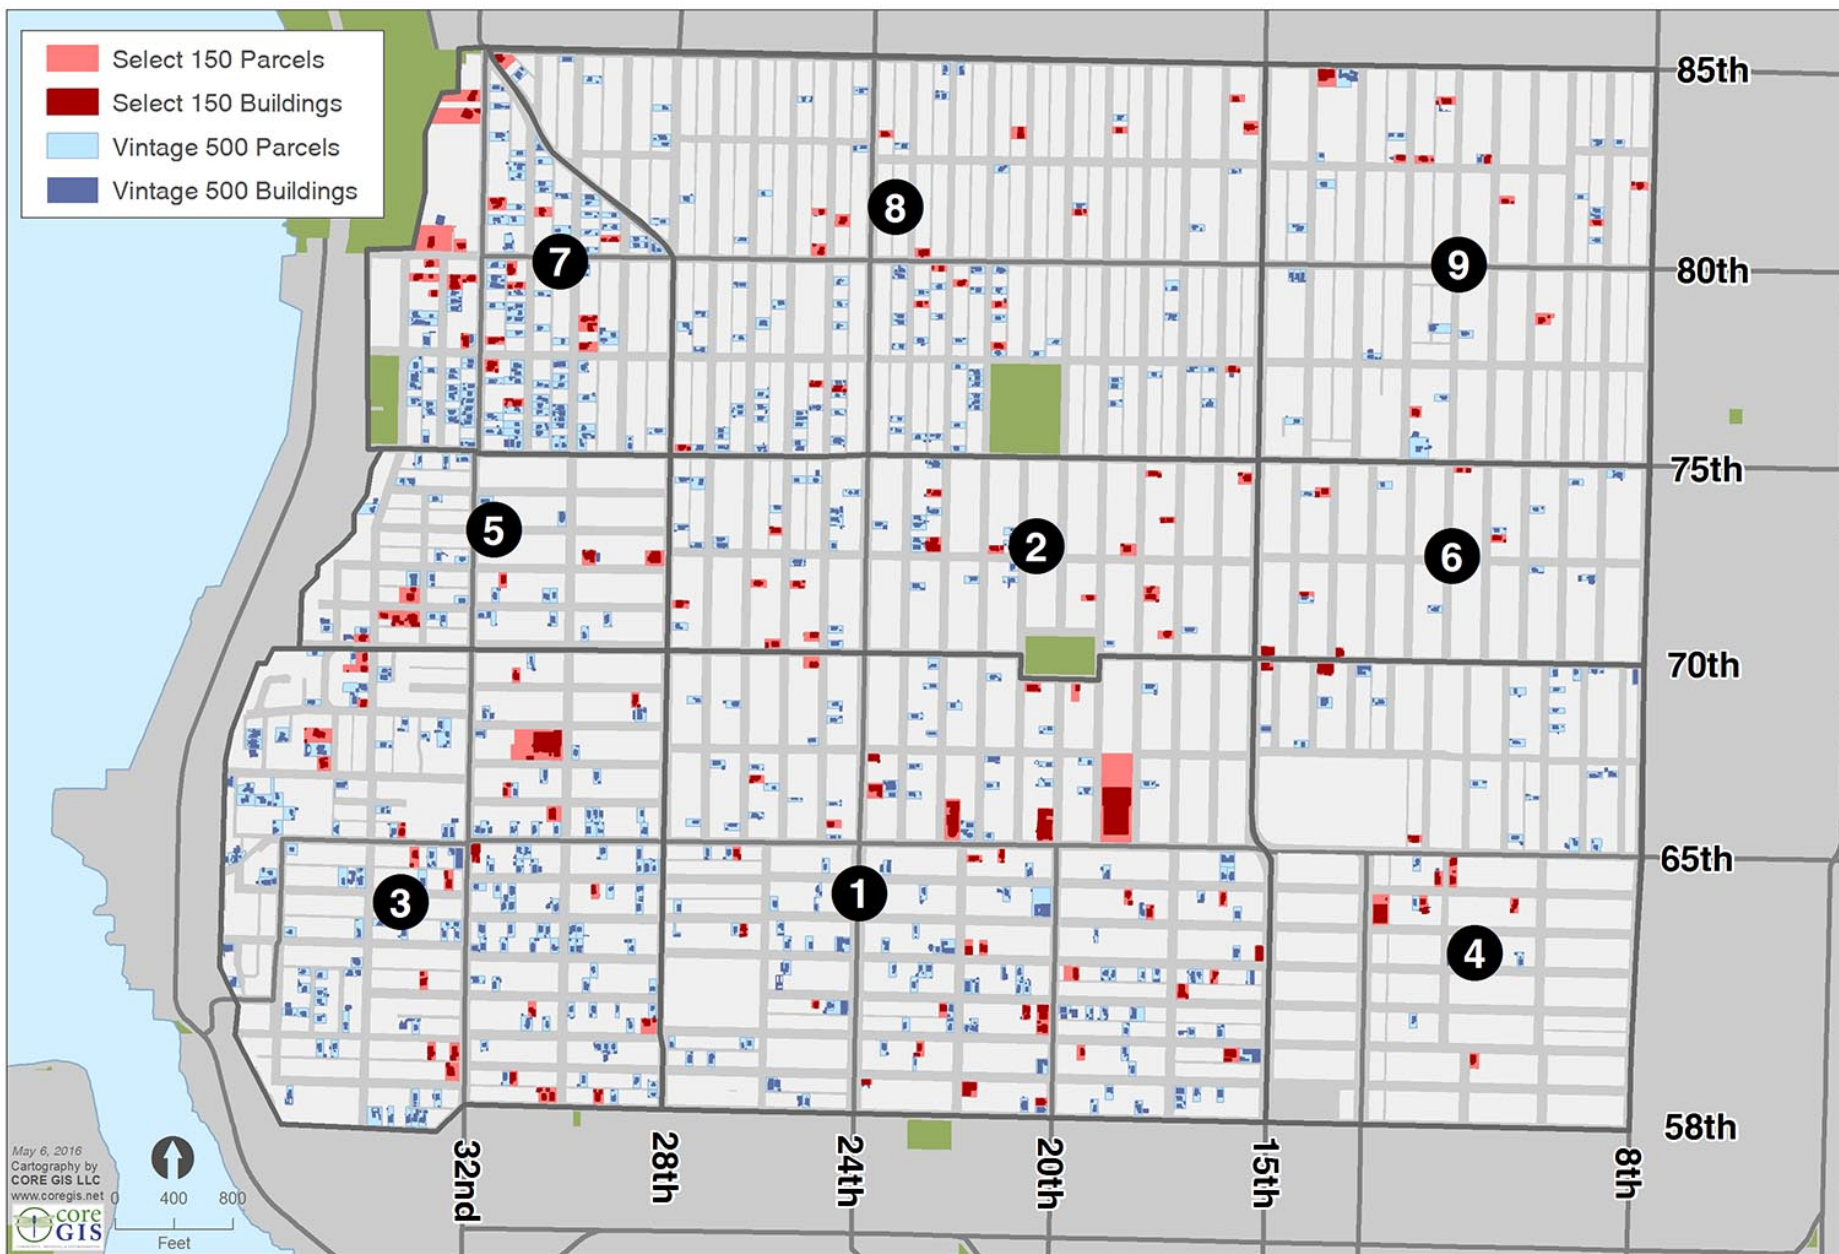 Select 150 Parcels
Select 150 Buildings
Vintage 500 Parcels
Vintage 500 Buildings
85th
8
7
9
80th
75th
5
2
6
70th
65th
1
3
4
58th
32nd
28th
24th
20th
15th
8th
May 6, 2016
Cartography by
CORE GIS LLC
www.coregis.net
0 400 800
Feet
core
GIS